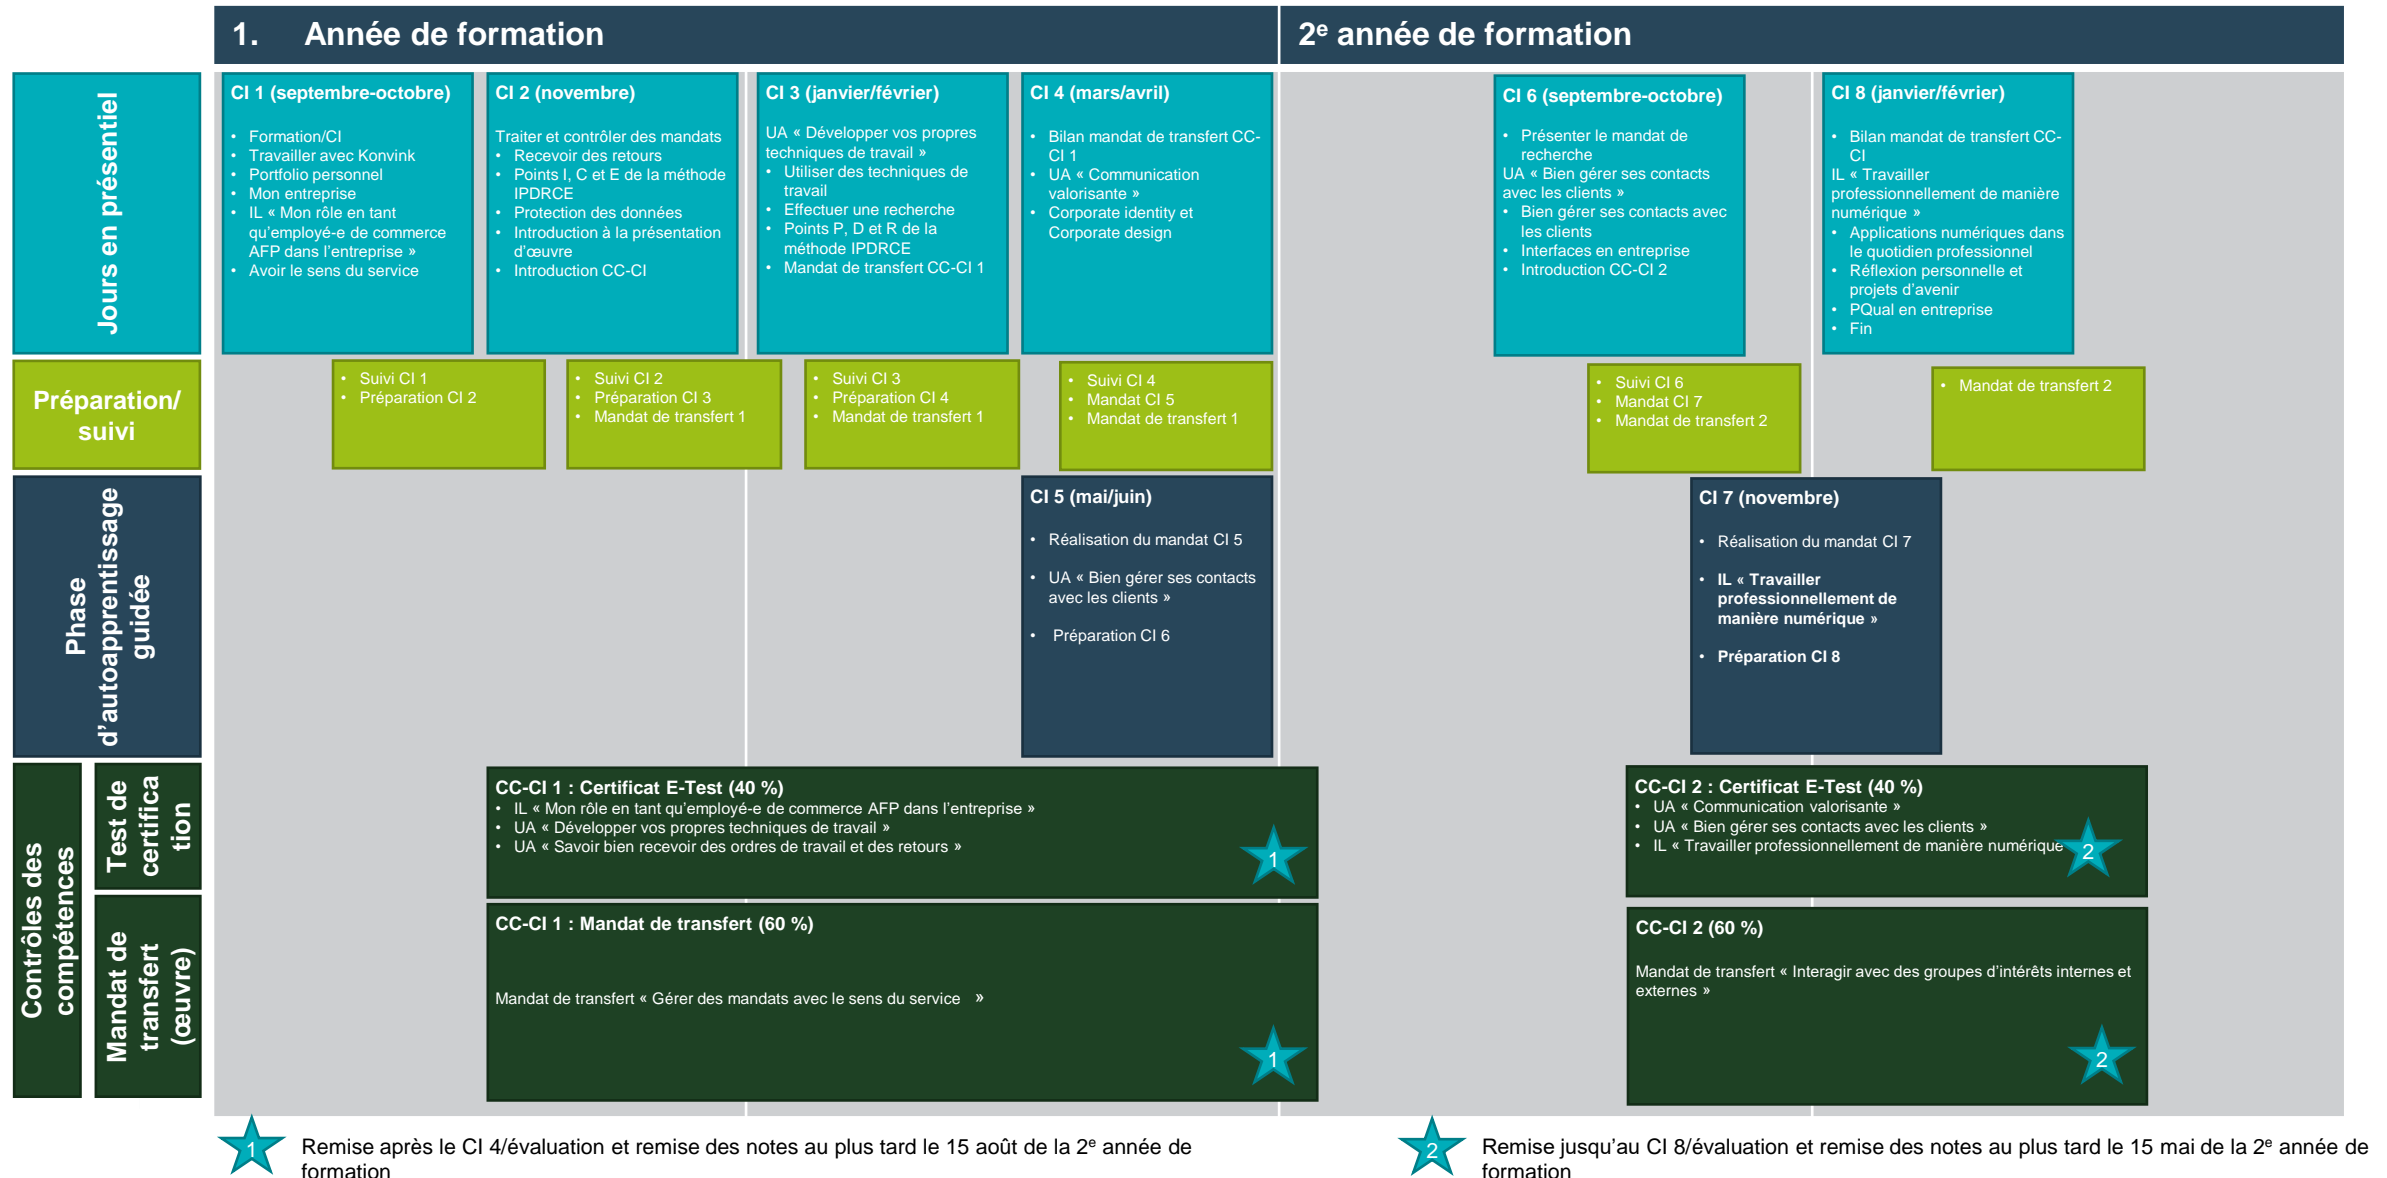 1. Année de formation
2e année de formation
Jours en présentiel
CI 1 (septembre-octobre)
• Formation/CI
• Travailler avec Konvink
• Portfolio personnel
• Mon entreprise
• IL « Mon rôle en tant
qu'employé-e de commerce
AFP dans l'entreprise »
• Avoir le sens du service
CI 2 (novembre)
Traiter et contrôler des mandats
• Recevoir des retours
• Points I, C et E de la méthode
IPDRCE
• Protection des données
• Introduction à la présentation
d'œuvre
• Introduction CC-CI
CI 3 (janvier/février)
UA « Développer vos propres
techniques de travail »
• Utiliser des techniques de
travail
• Effectuer une recherche
• Points P, D et R de la
méthode IPDRCE
• Mandat de transfert CC-CI 1
CI 4 (mars/avril)
• Bilan mandat de transfert CC-
CI 1
• UA « Communication
valorisante »
• Corporate identity et
Corporate design
CI 6 (septembre-octobre)
• Présenter le mandat de
recherche
UA « Bien gérer ses contacts
avec les clients »
• Bien gérer ses contacts avec
les clients
• Interfaces en entreprise
• Introduction CC-CI 2
CI 8 (janvier/février)
• Bilan mandat de transfert CC-
CI
IL « Travailler
professionnellement de manière
numérique »
• Applications numériques dans
le quotidien professionnel
• Réflexion personnelle et
projets d'avenir
• PQual en entreprise
• Fin
Préparation/
suivi
• Suivi CI 1
• Préparation CI 2
• Suivi CI 2
• Préparation CI 3
• Mandat de transfert 1
• Suivi CI 3
• Préparation CI 4
• Mandat de transfert 1
• Suivi CI 4
• Mandat CI 5
• Mandat de transfert 1
• Suivi CI 6
• Mandat CI 7
• Mandat de transfert 2
• Mandat de transfert 2
Phase
d'autoapprentissage
guidée
CI 5 (mai/juin)
• Réalisation du mandat CI 5
• UA « Bien gérer ses contacts
avec les clients »
• Préparation CI 6
CI 7 (novembre)
• Réalisation du mandat CI 7
• IL « Travailler
professionnellement de
manière numérique »
• Préparation CI 8
Contrôles des
compétences
Test de
certifica
tion
CC-CI 1 : Certificat E-Test (40 %)
• IL « Mon rôle en tant qu'employé-e de commerce AFP dans l'entreprise »
• UA « Développer vos propres techniques de travail »
• UA « Savoir bien recevoir des ordres de travail et des retours »
1
CC-CI 2 : Certificat E-Test (40 %)
• UA « Communication valorisante »
• UA « Bien gérer ses contacts avec les clients »
• IL « Travailler professionnellement de manière numérique
2
Mandat de
transfert
(œuvre)
CC-CI 1 : Mandat de transfert (60 %)
Mandat de transfert « Gérer des mandats avec le sens du service »
1
CC-CI 2 (60 %)
Mandat de transfert « Interagir avec des groupes d'intérêts internes et
externes »
2
1
Remise après le CI 4/évaluation et remise des notes au plus tard le 15 août de la 2e année de
formation
2
Remise jusqu'au CI 8/évaluation et remise des notes au plus tard le 15 mai de la 2e année de
formation